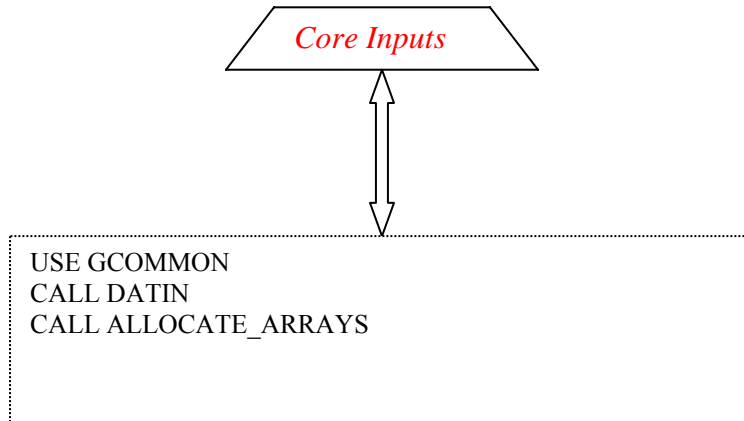 Core Inputs
USE GCOMMON
CALL DATIN
CALL ALLOCATE_ARRAYS